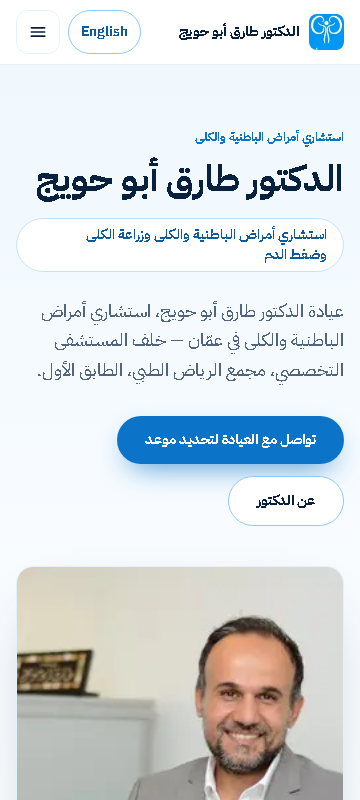 الدكتور طارق أبو حويج
English
استشاري أمراض الباطنية والكلى
الدكتور طارق أبو حويج
استشاري أمراض الباطنية والكلى وزراعة الكلى
وضغط الدم
عيادة الدكتور طارق أبو حويج، استشاري أمراض
الباطنية والكلى في عمّان — خلف المستشفى
التخصصي، مجمع الرياض الطبي، الطابق الأول.
تواصل مع العيادة لتحديد موعد
عن الدكتور